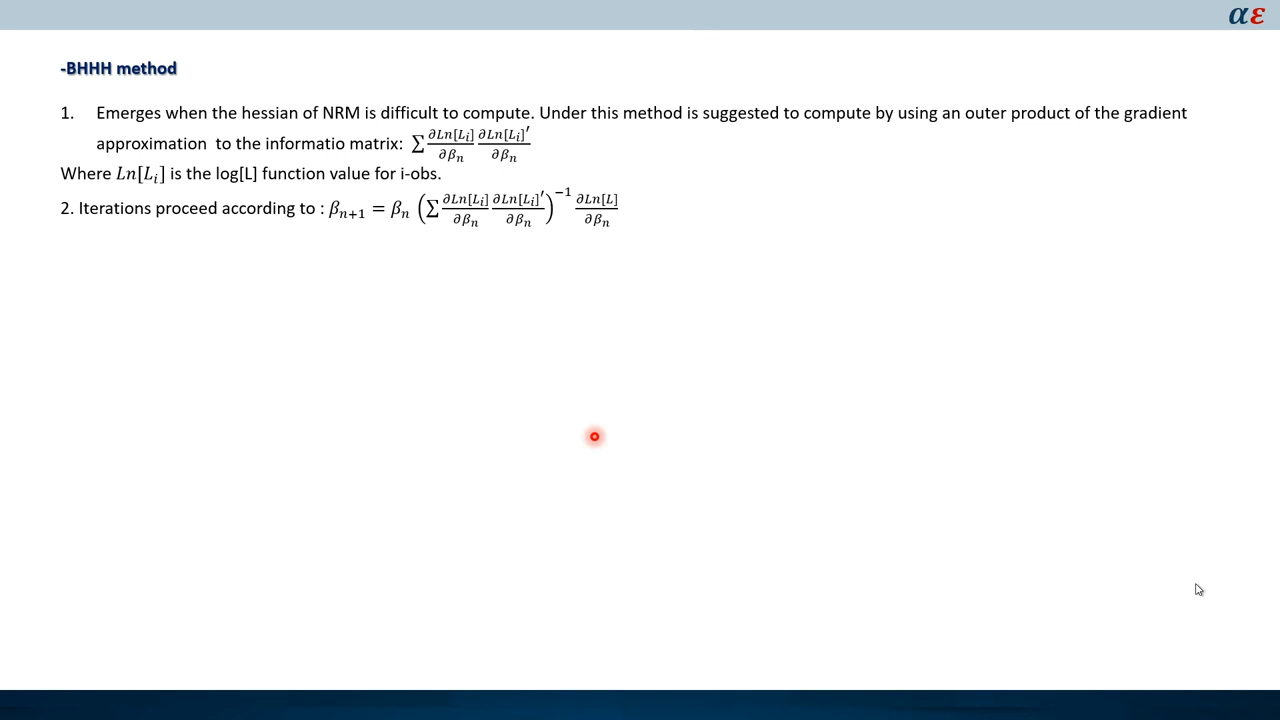 αε
-BHHH method
1. Emerges when the hessian of NRM is difficult to compute. Under this method is suggested to compute by using an outer product of the gradient
approximation to the informatio matrix: ∑ ∂Ln[Lᵢ]/∂βₙ ∂Ln[Lᵢ]′/∂βₙ
Where Ln[Lᵢ] is the log[L] function value for i-obs.
2. Iterations proceed according to : βₙ₊₁ = βₙ (∑ ∂Ln[Lᵢ]/∂βₙ ∂Ln[Lᵢ]′/∂βₙ)⁻¹ ∂Ln[L]/∂βₙ